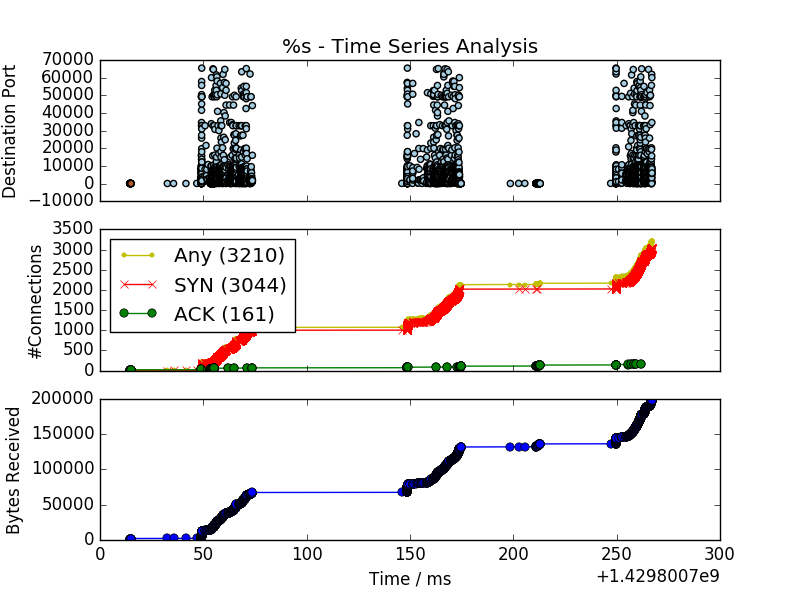 %s - Time Series Analysis
70000
60000
50000
40000
30000
20000
10000
0
−10000
Destination Port
3500
3000
2500
2000
1500
1000
500
0
#Connections
Any (3210)
SYN (3044)
ACK (161)
200000
150000
100000
50000
0
Bytes Received
0 50 100 150 200 250 300
Time / ms
+1.4298007e9